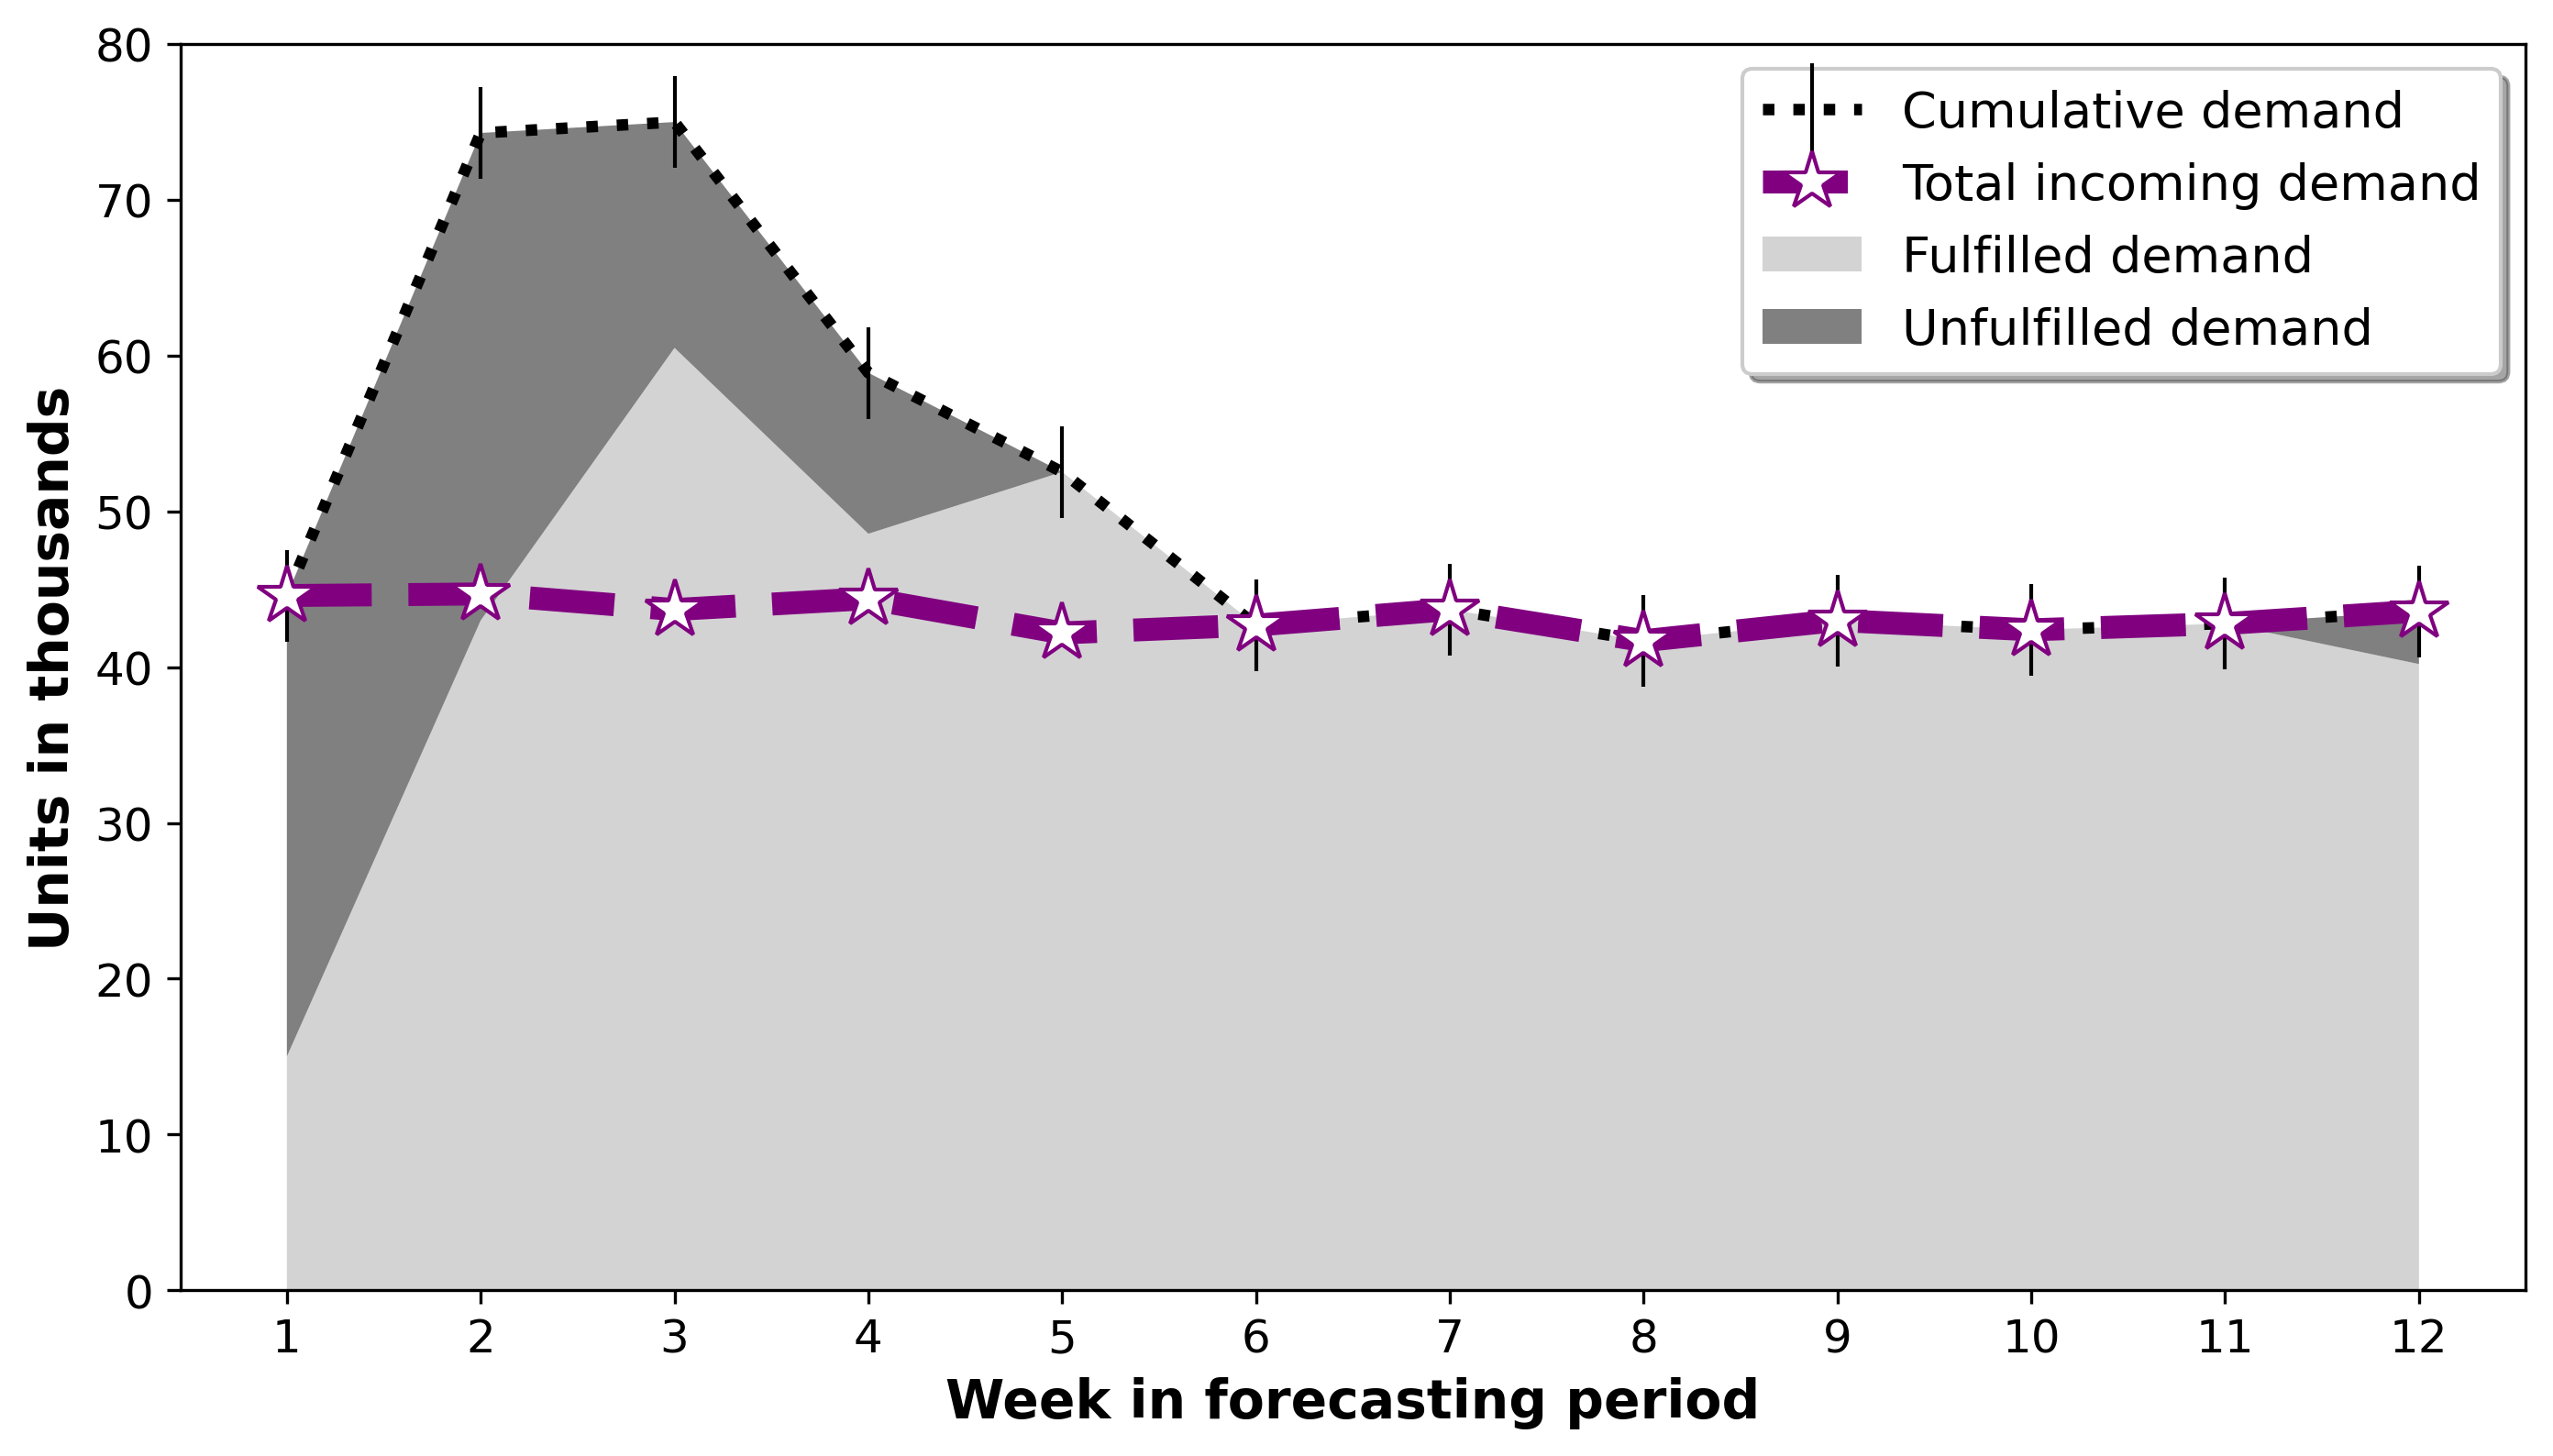 80
70
60
50
40
30
20
10
0
Units in thousands
Cumulative demand
Total incoming demand
Fulfilled demand
Unfulfilled demand
1 2 3 4 5 6 7 8 9 10 11 12
Week in forecasting period